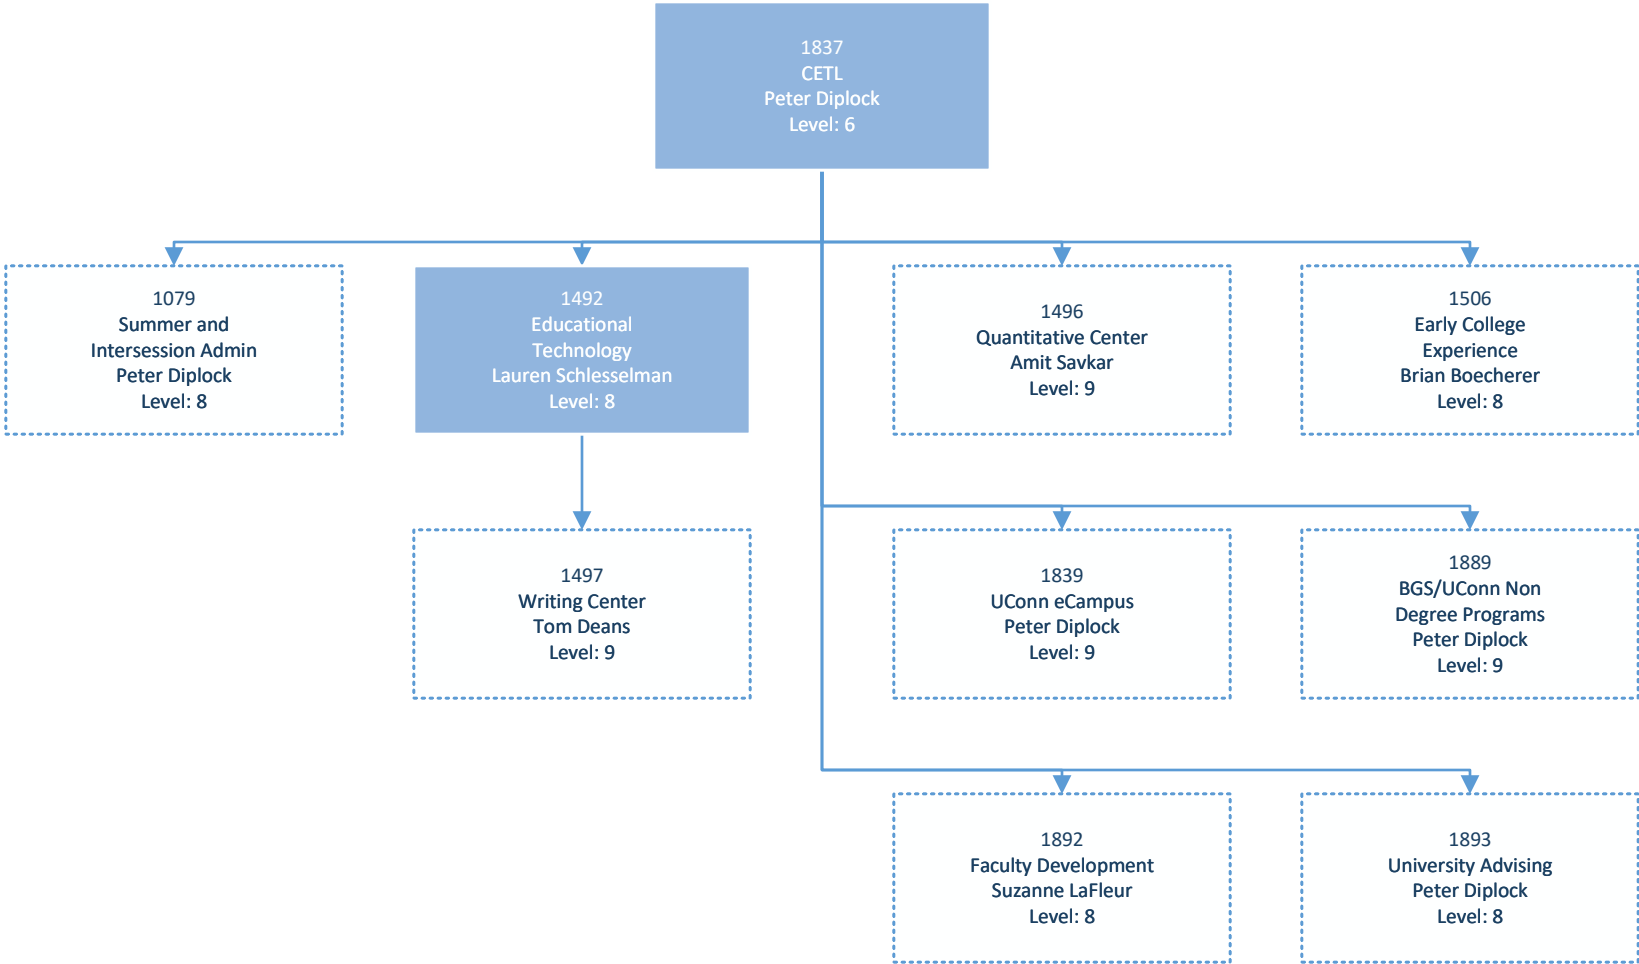 1837
CETL
Peter Diplock
Level: 6
1079
Summer and
Intersession Admin
Peter Diplock
Level: 8
1492
Educational
Technology
Lauren Schlesselman
Level: 8
1496
Quantitative Center
Amit Savkar
Level: 9
1506
Early College
Experience
Brian Boecherer
Level: 8
1497
Writing Center
Tom Deans
Level: 9
1839
UConn eCampus
Peter Diplock
Level: 9
1889
BGS/UConn Non
Degree Programs
Peter Diplock
Level: 9
1892
Faculty Development
Suzanne LaFleur
Level: 8
1893
University Advising
Peter Diplock
Level: 8